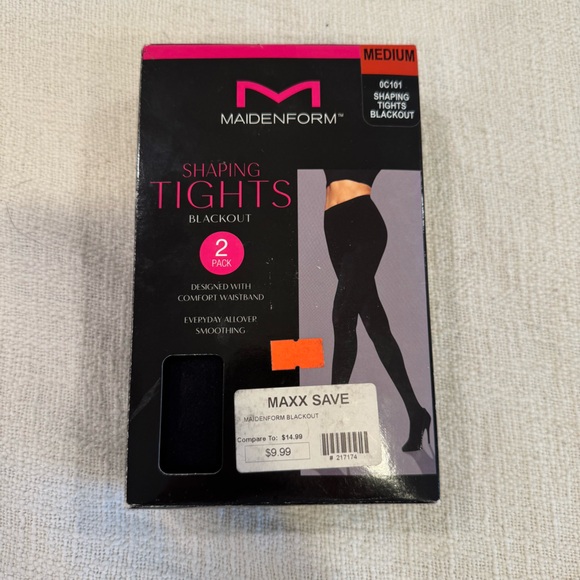 MEDIUM
0C101
SHAPING
TIGHTS
BLACKOUT
MAIDENFORM™
SHAPING
TIGHTS
BLACKOUT
2
PACK
DESIGNED WITH
COMFORT WAISTBAND
EVERYDAY ALLOVER
SMOOTHING
MAXX SAVE
MAIDENFORM BLACKOUT
Compare To: $14.99
$9.99
# 217174